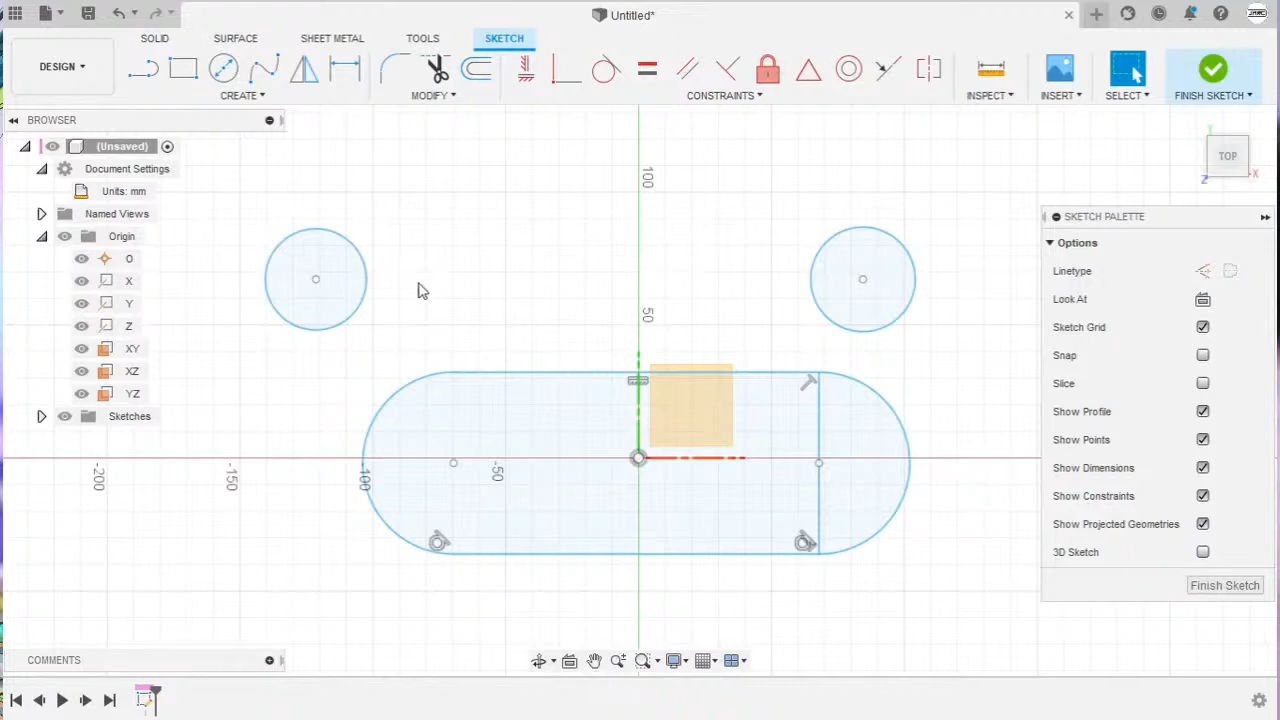 Untitled*
SOLID SURFACE SHEET METAL TOOLS SKETCH
DESIGN
CREATE MODIFY CONSTRAINTS INSPECT INSERT SELECT FINISH SKETCH
BROWSER
(Unsaved)
Document Settings
Units: mm
Named Views
Origin
O
X
Y
Z
XY
XZ
YZ
Sketches
100
50
-50
-100
-150
-200
TOP
X
Z
Y
SKETCH PALETTE
Options
Linetype
Look At
Sketch Grid
Snap
Slice
Show Profile
Show Points
Show Dimensions
Show Constraints
Show Projected Geometries
3D Sketch
Finish Sketch
COMMENTS